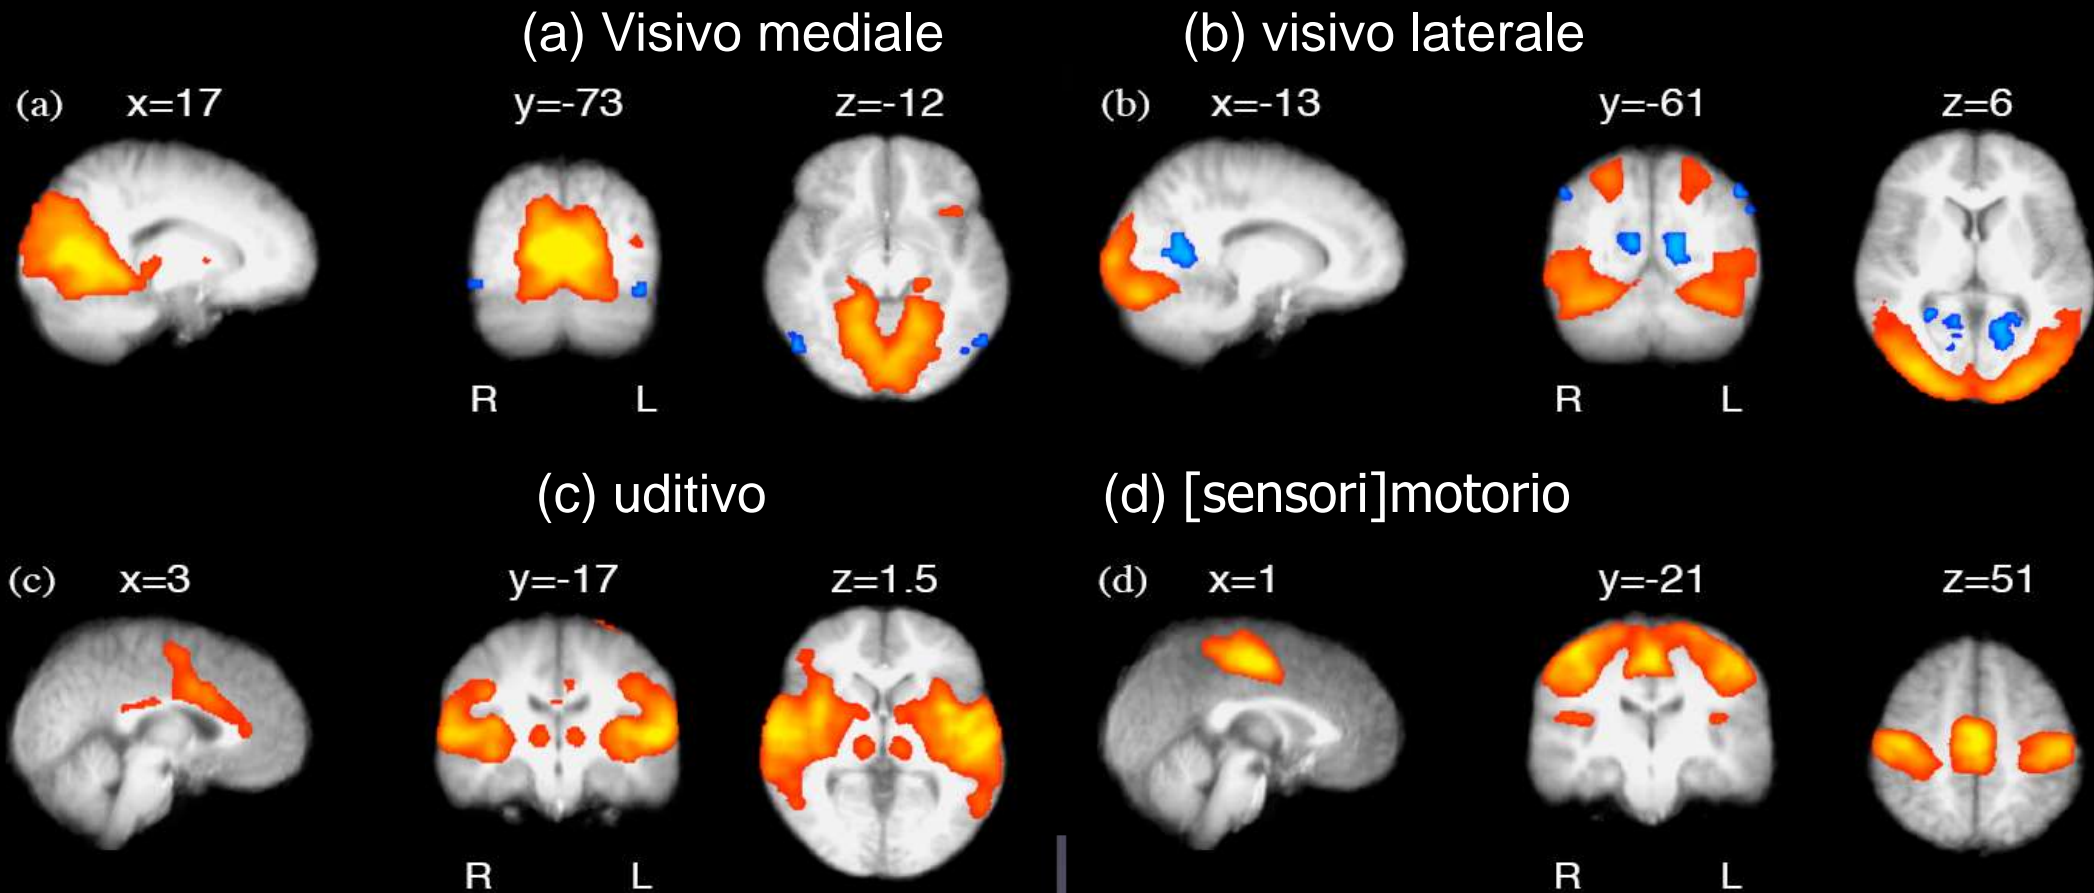 (a) Visivo mediale
(b) visivo laterale
(a) x=17 y=-73 z=-12
(b) x=-13 y=-61 z=6
R L
R L
(c) uditivo
(d) [sensori]motorio
(c) x=3 y=-17 z=1.5
(d) x=1 y=-21 z=51
R L
R L